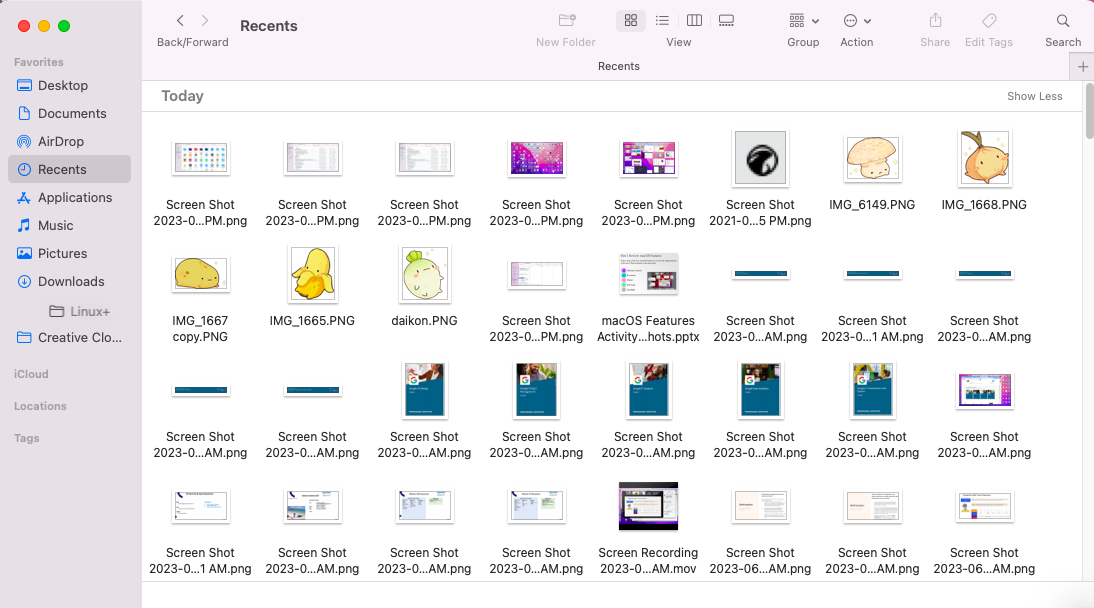 Back/Forward
Recents
New Folder
View
Group
Action
Share
Edit Tags
Search
Recents
Favorites
Desktop
Documents
AirDrop
Recents
Applications
Music
Pictures
Downloads
Linux+
Creative Clo...
iCloud
Locations
Tags
Today
Show Less
Screen Shot
2023-0...PM.png
Screen Shot
2023-0...PM.png
Screen Shot
2023-0...PM.png
Screen Shot
2023-0...PM.png
Screen Shot
2023-0...PM.png
Screen Shot
2021-0...5 PM.png
IMG_6149.PNG
IMG_1668.PNG
IMG_1667
copy.PNG
IMG_1665.PNG
daikon.PNG
Screen Shot
2023-0...PM.png
macOS Features
Activity...hots.pptx
Screen Shot
2023-0...AM.png
Screen Shot
2023-0...1 AM.png
Screen Shot
2023-0...AM.png
Screen Shot
2023-0...AM.png
Screen Shot
2023-0...AM.png
Screen Shot
2023-0...AM.png
Screen Shot
2023-0...AM.png
Screen Shot
2023-0...AM.png
Screen Shot
2023-0...AM.png
Screen Shot
2023-0...AM.png
Screen Shot
2023-0...AM.png
Screen Shot
2023-0...1 AM.png
Screen Shot
2023-0...AM.png
Screen Shot
2023-0...AM.png
Screen Shot
2023-0...AM.png
Screen Recording
2023-0...AM.mov
Screen Shot
2023-06...AM.png
Screen Shot
2023-0...AM.png
Screen Shot
2023-06...AM.png